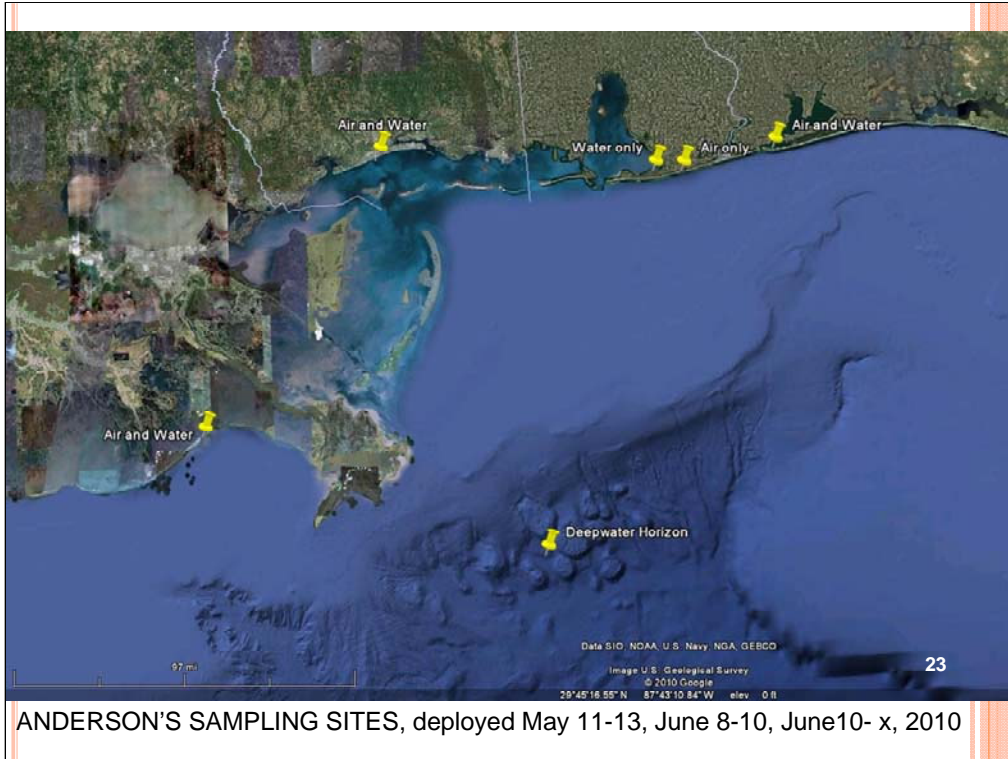 Air and Water
Water only
Air only
Air and Water
Air and Water
Deepwater Horizon
Data SIO, NOAA, U.S. Navy, NGA, GEBCO
97 mi
Image U.S. Geological Survey
23
© 2010 Google
29°45'16.55" N 87°43'10.84" W elev 0 ft
ANDERSON'S SAMPLING SITES, deployed May 11-13, June 8-10, June10- x, 2010